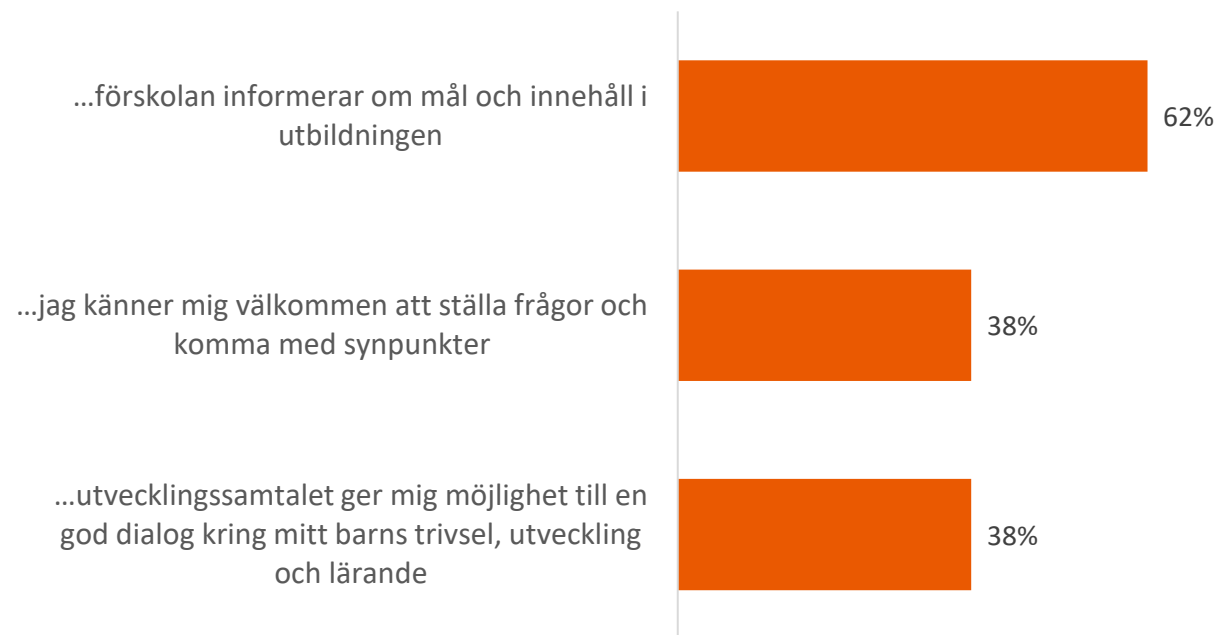 ...förskolan informerar om mål och innehåll i
utbildningen
62%
...jag känner mig välkommen att ställa frågor och
komma med synpunkter
38%
...utvecklingssamtalet ger mig möjlighet till en
god dialog kring mitt barns trivsel, utveckling
och lärande
38%